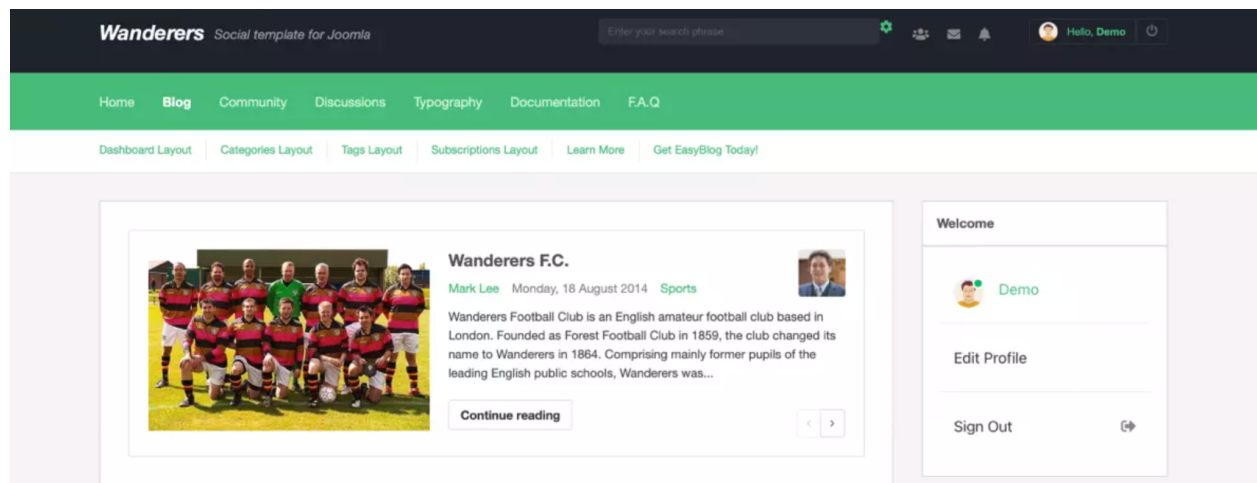 Wanderers Social template for Joomla
Enter your search phrase ...
Hello, Demo
Home Blog Community Discussions Typography Documentation F.A.Q
Dashboard Layout Categories Layout Tags Layout Subscriptions Layout Learn More Get EasyBlog Today!
Wanderers F.C.
Mark Lee Monday, 18 August 2014 Sports
Wanderers Football Club is an English amateur football club based in
London. Founded as Forest Football Club in 1859, the club changed its
name to Wanderers in 1864. Comprising mainly former pupils of the
leading English public schools, Wanderers was...
Continue reading
Welcome
Demo
Edit Profile
Sign Out